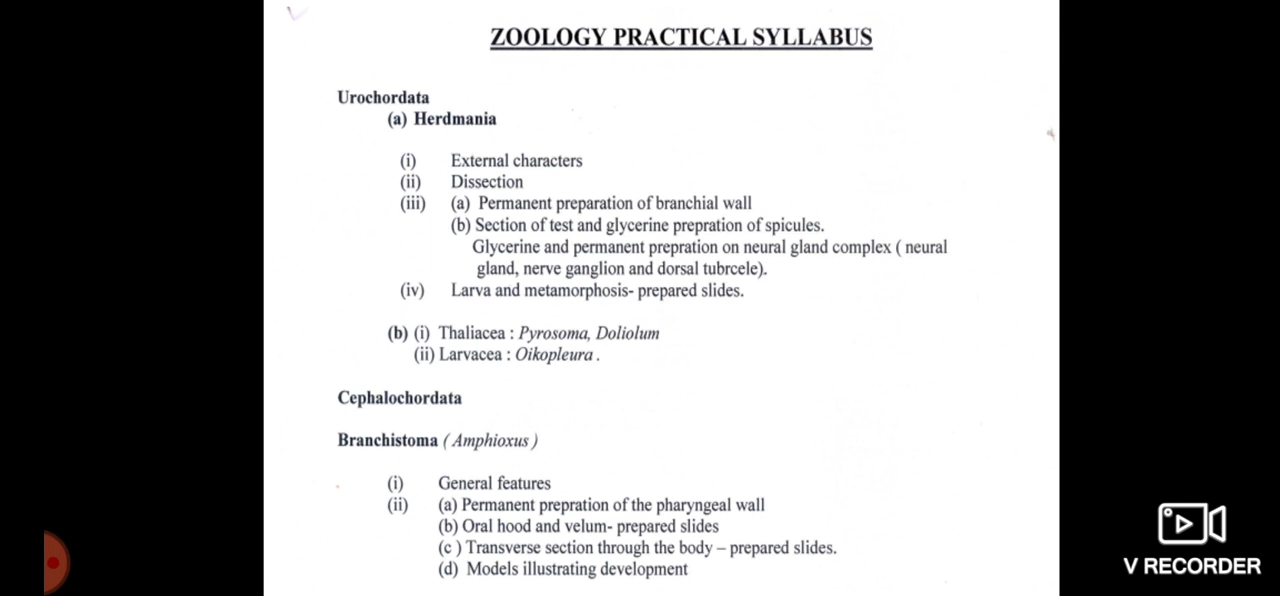 ZOOLOGY PRACTICAL SYLLABUS
Urochordata
(a) Herdmania
(i) External characters
(ii) Dissection
(iii) (a) Permanent preparation of branchial wall
(b) Section of test and glycerine prepration of spicules.
Glycerine and permanent prepration on neural gland complex ( neural
gland, nerve ganglion and dorsal tubrcele).
(iv) Larva and metamorphosis- prepared slides.
(b) (i) Thaliacea : Pyrosoma, Doliolum
(ii) Larvacea : Oikopleura .
Cephalochordata
Branchistoma ( Amphioxus )
(i) General features
(ii) (a) Permanent prepration of the pharyngeal wall
(b) Oral hood and velum- prepared slides
(c ) Transverse section through the body – prepared slides.
(d) Models illustrating development
V RECORDER